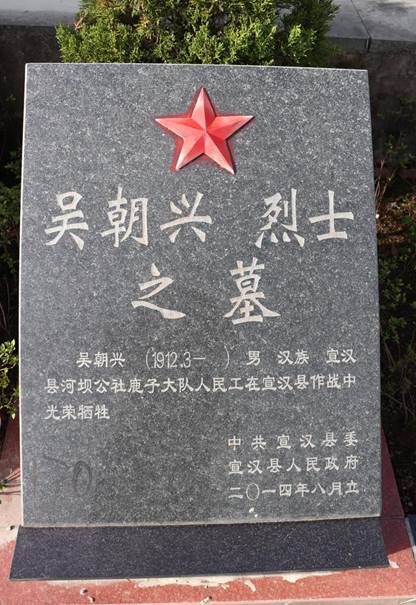 吴朝兴 烈士
之墓
吴朝兴 (1912.3— ) 男 汉族 宣汉
县河坝公社鹿子大队人民工在宣汉县作战中
光荣牺牲
中共宣汉县委
宣汉县人民政府
二〇一四年八月立